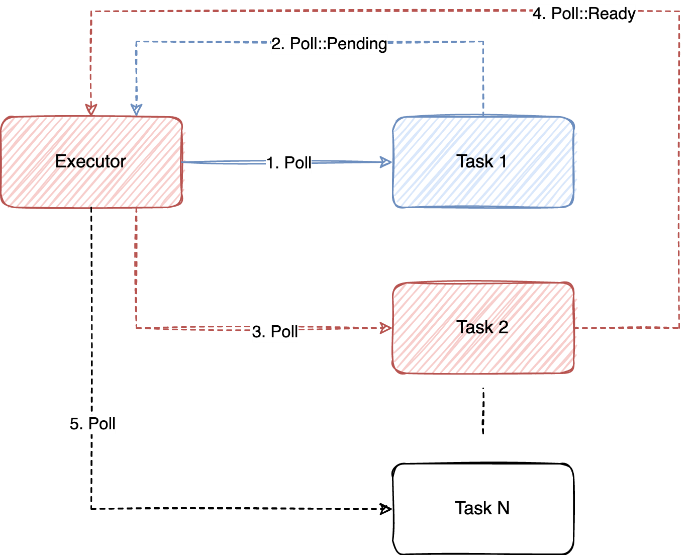 4. Poll::Ready
2. Poll::Pending
Executor
1. Poll
Task 1
3. Poll
Task 2
5. Poll
Task N